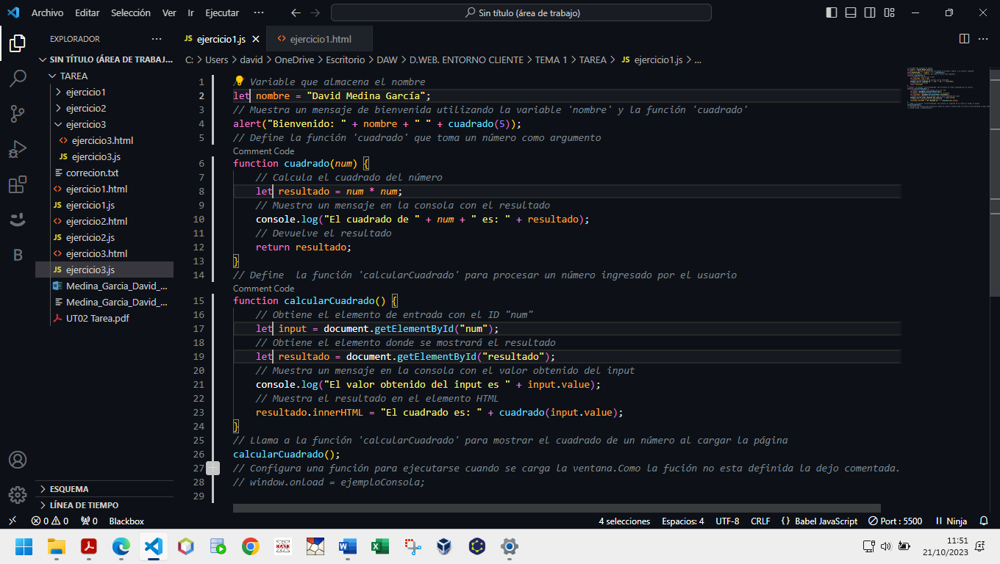 Archivo Editar Selección Ver Ir Ejecutar ··· Sin título (área de trabajo)
EXPLORADOR ···
SIN TÍTULO (ÁREA DE TRABAJ...
TAREA
ejercicio1
ejercicio2
ejercicio3
ejercicio3.html
JS ejercicio3.js
correcion.txt
ejercicio1.html
JS ejercicio1.js
ejercicio2.html
JS ejercicio2.js
ejercicio3.html
JS ejercicio3.js
Medina_Garcia_David_...
Medina_Garcia_David_...
UT02 Tarea.pdf
ESQUEMA
LÍNEA DE TIEMPO
JS ejercicio1.js ejercicio1.html
C: > Users > david > OneDrive > Escritorio > DAW > D.WEB. ENTORNO CLIENTE > TEMA 1 > TAREA > JS ejercicio1.js > ...
1 Variable que almacena el nombre
2 let nombre = "David Medina García";
3 // Muestra un mensaje de bienvenida utilizando la variable 'nombre' y la función 'cuadrado'
4 alert("Bienvenido: " + nombre + " " + cuadrado(5));
5 // Define la función 'cuadrado' que toma un número como argumento
Comment Code
6 function cuadrado(num) {
7 // Calcula el cuadrado del número
8 let resultado = num * num;
9 // Muestra un mensaje en la consola con el resultado
10 console.log("El cuadrado de " + num + " es: " + resultado);
11 // Devuelve el resultado
12 return resultado;
13 }
14 // Define  la función 'calcularCuadrado' para procesar un número ingresado por el usuario
Comment Code
15 function calcularCuadrado() {
16 // Obtiene el elemento de entrada con el ID "num"
17 let input = document.getElementById("num");
18 // Obtiene el elemento donde se mostrará el resultado
19 let resultado = document.getElementById("resultado");
20 // Muestra un mensaje en la consola con el valor obtenido del input
21 console.log("El valor obtenido del input es " + input.value);
22 // Muestra el resultado en el elemento HTML
23 resultado.innerHTML = "El cuadrado es: " + cuadrado(input.value);
24 }
25 // Llama a la función 'calcularCuadrado' para mostrar el cuadrado de un número al cargar la página
26 calcularCuadrado();
27 // Configura una función para ejecutarse cuando se carga la ventana.Como la fución no esta definida la dejo comentada.
28 // window.onload = ejemploConsola;
29
0 0 0 Blackbox 4 selecciones Espacios: 4 UTF-8 CRLF {} Babel JavaScript Port : 5500 Ninja
11:51
21/10/2023